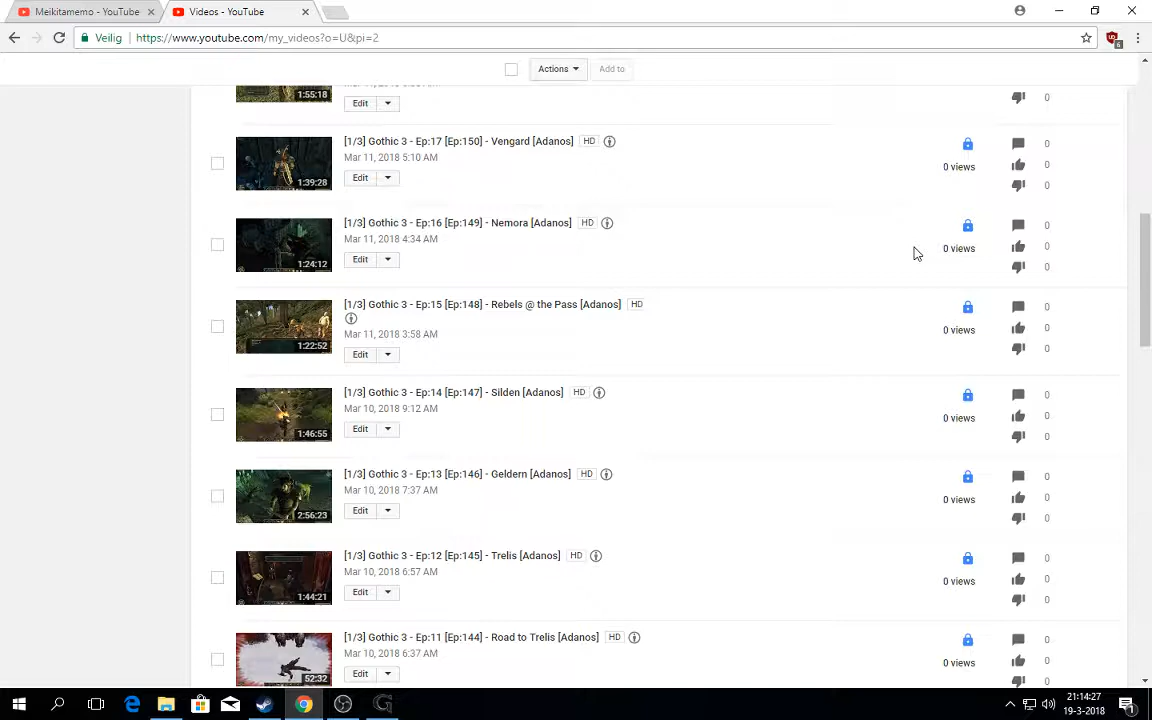 Meikitamemo - YouTube
Videos - YouTube
Veilig
https://www.youtube.com/my_videos?o=U&pi=2
Actions
Add to
1:55:18
Edit
0
[1/3] Gothic 3 - Ep:17 [Ep:150] - Vengard [Adanos] HD
Mar 11, 2018 5:10 AM
1:39:28
Edit
0 views
0
0
0
[1/3] Gothic 3 - Ep:16 [Ep:149] - Nemora [Adanos] HD
Mar 11, 2018 4:34 AM
1:24:12
Edit
0 views
0
0
0
[1/3] Gothic 3 - Ep:15 [Ep:148] - Rebels @ the Pass [Adanos] HD
Mar 11, 2018 3:58 AM
1:22:52
Edit
0 views
0
0
0
[1/3] Gothic 3 - Ep:14 [Ep:147] - Silden [Adanos] HD
Mar 10, 2018 9:12 AM
1:46:55
Edit
0 views
0
0
0
[1/3] Gothic 3 - Ep:13 [Ep:146] - Geldern [Adanos] HD
Mar 10, 2018 7:37 AM
2:56:23
Edit
0 views
0
0
0
[1/3] Gothic 3 - Ep:12 [Ep:145] - Trelis [Adanos] HD
Mar 10, 2018 6:57 AM
1:44:21
Edit
0 views
0
0
0
[1/3] Gothic 3 - Ep:11 [Ep:144] - Road to Trelis [Adanos] HD
Mar 10, 2018 6:37 AM
52:32
Edit
0 views
0
0
0
21:14:27
19-3-2018